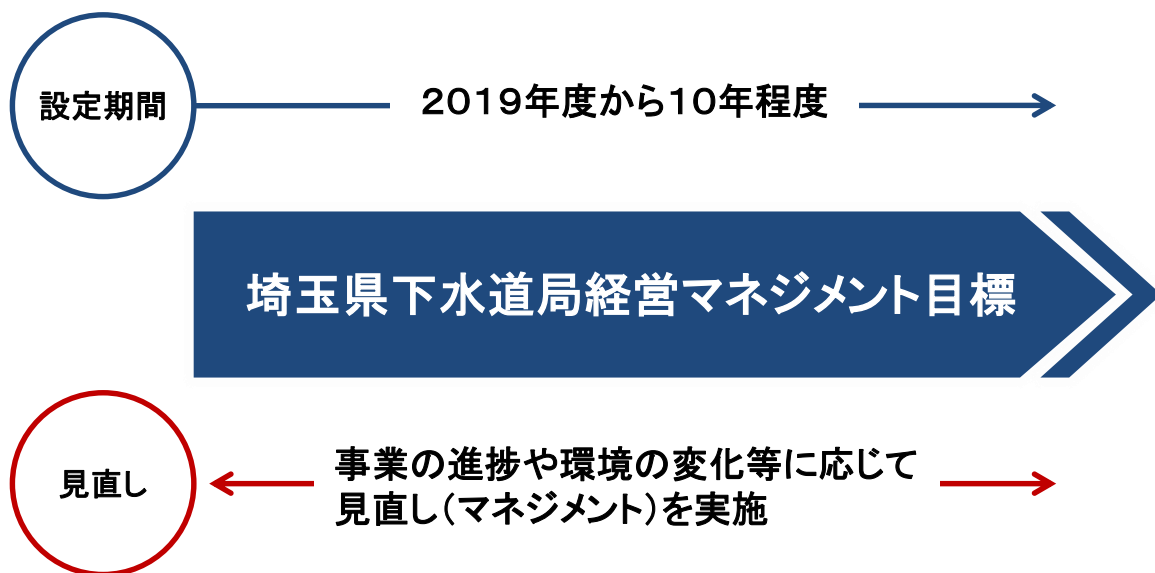 設定期間
2019年度から10年程度
埼玉県下水道局経営マネジメント目標
見直し
事業の進捗や環境の変化等に応じて
見直し(マネジメント)を実施